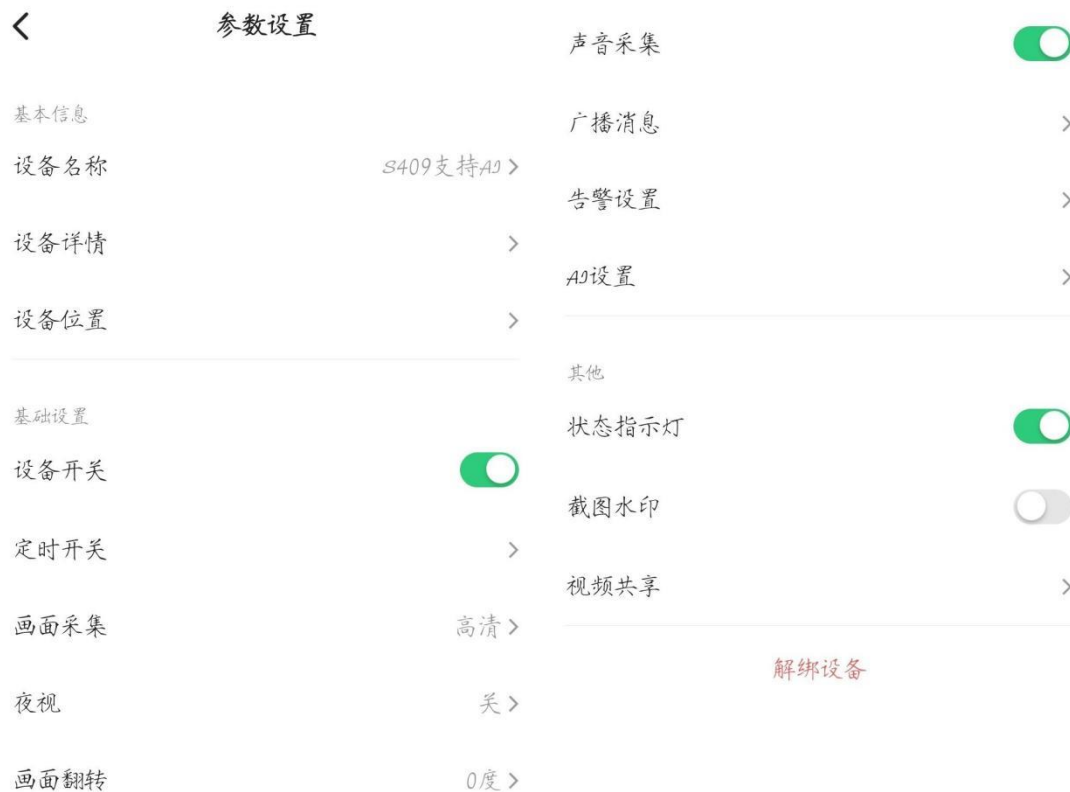 参数设置
基本信息
设备名称 S409支持AI
设备详情
设备位置
基础设置
设备开关
定时开关
画面采集 高清
夜视 关
画面翻转 0度
声音采集
广播消息
告警设置
AI设置
其他
状态指示灯
截图水印
视频共享
解绑设备